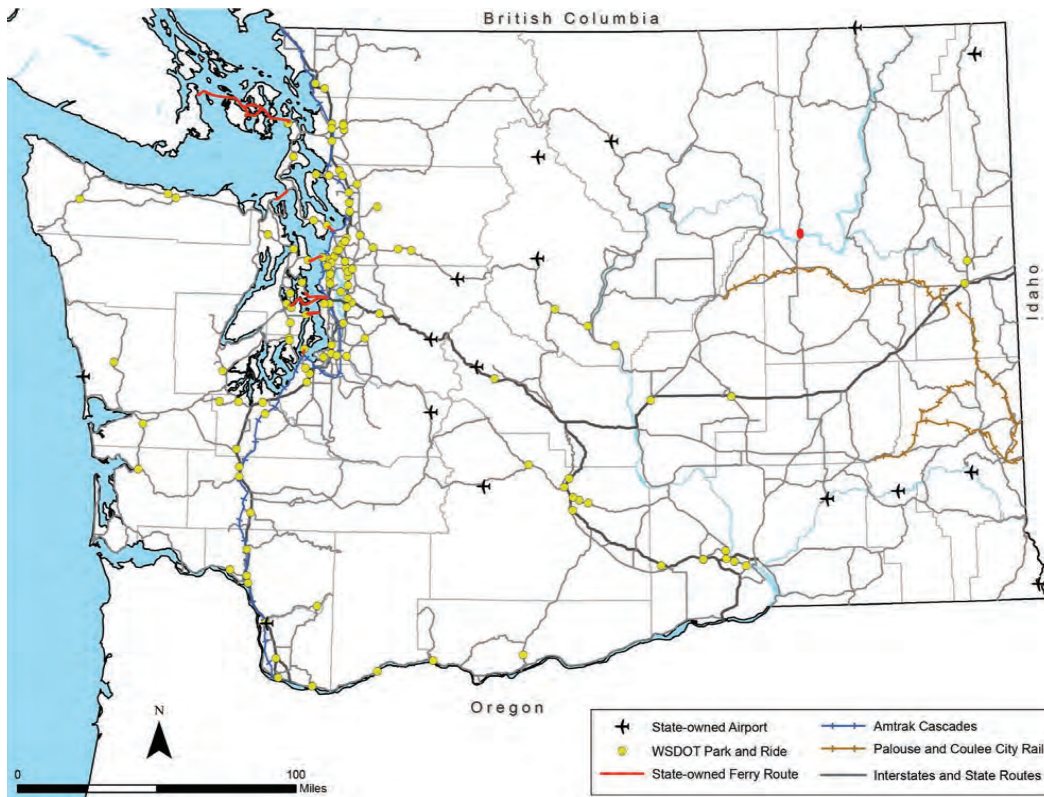 British Columbia
Idaho
Oregon
N
0
100
Miles
State-owned Airport
WSDOT Park and Ride
State-owned Ferry Route
Amtrak Cascades
Palouse and Coulee City Rail
Interstates and State Routes